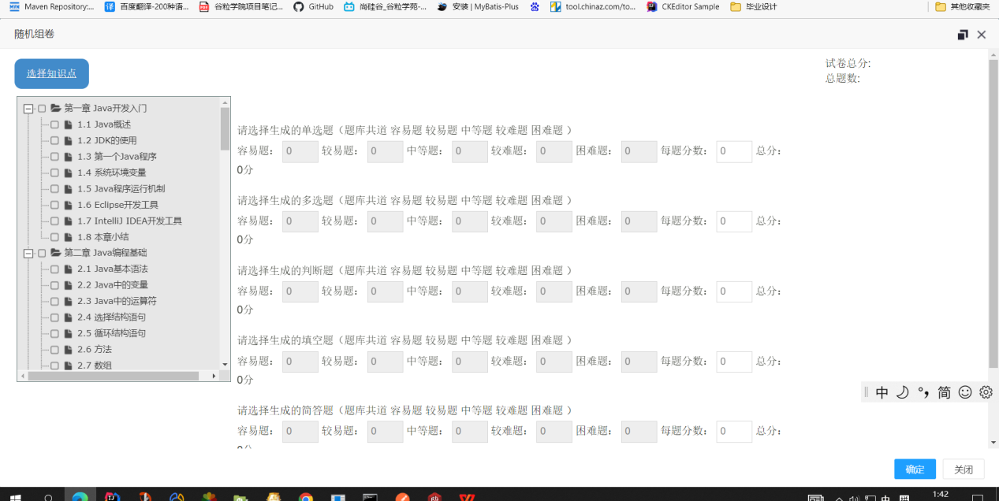 Maven Repository:... 百度翻译-200种语... 谷粒学院项目笔记... GitHub 尚硅谷_谷粒学苑-... 安装 | MyBatis-Plus tool.chinaz.com/to... CKEditor Sample 毕业设计 其他收藏夹
随机组卷
选择知识点
试卷总分:
总题数:
第一章 Java开发入门
1.1 Java概述
1.2 JDK的使用
1.3 第一个Java程序
1.4 系统环境变量
1.5 Java程序运行机制
1.6 Eclipse开发工具
1.7 IntelliJ IDEA开发工具
1.8 本章小结
第二章 Java编程基础
2.1 Java基本语法
2.2 Java中的变量
2.3 Java中的运算符
2.4 选择结构语句
2.5 循环结构语句
2.6 方法
2.7 数组
请选择生成的单选题（题库共道 容易题 较易题 中等题 较难题 困难题 ）
容易题： 0 较易题： 0 中等题： 0 较难题： 0 困难题： 0 每题分数： 0 总分：
0分
请选择生成的多选题（题库共道 容易题 较易题 中等题 较难题 困难题 ）
容易题： 0 较易题： 0 中等题： 0 较难题： 0 困难题： 0 每题分数： 0 总分：
0分
请选择生成的判断题（题库共道 容易题 较易题 中等题 较难题 困难题 ）
容易题： 0 较易题： 0 中等题： 0 较难题： 0 困难题： 0 每题分数： 0 总分：
0分
请选择生成的填空题（题库共道 容易题 较易题 中等题 较难题 困难题 ）
容易题： 0 较易题： 0 中等题： 0 较难题： 0 困难题： 0 每题分数： 0 总分：
0分
请选择生成的简答题（题库共道 容易题 较易题 中等题 较难题 困难题 ）
容易题： 0 较易题： 0 中等题： 0 较难题： 0 困难题： 0 每题分数： 0 总分：
中 简
确定 关闭
中 1:42